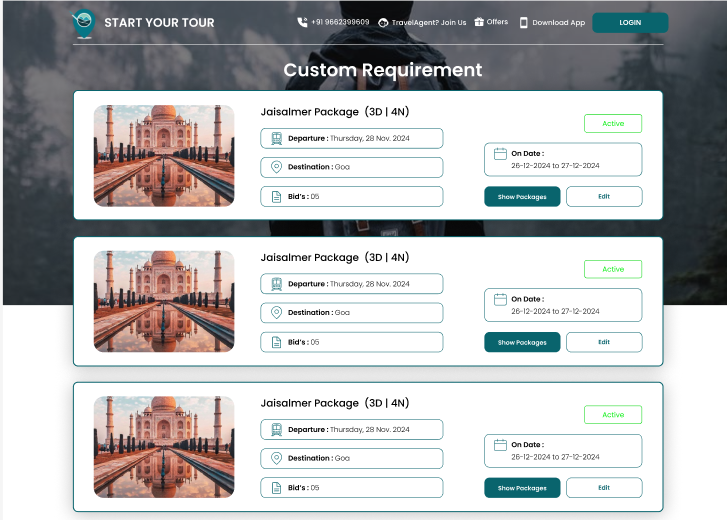 START YOUR TOUR
+91 9662399609
TravelAgent? Join Us
Offers
Download App
LOGIN
Custom Requirement
Jaisalmer Package (3D | 4N)
Active
Departure : Thursday, 28 Nov. 2024
On Date :
26-12-2024 to 27-12-2024
Destination : Goa
Bid's : 05
Show Packages
Edit
Jaisalmer Package (3D | 4N)
Active
Departure : Thursday, 28 Nov. 2024
On Date :
26-12-2024 to 27-12-2024
Destination : Goa
Bid's : 05
Show Packages
Edit
Jaisalmer Package (3D | 4N)
Active
Departure : Thursday, 28 Nov. 2024
On Date :
26-12-2024 to 27-12-2024
Destination : Goa
Bid's : 05
Show Packages
Edit